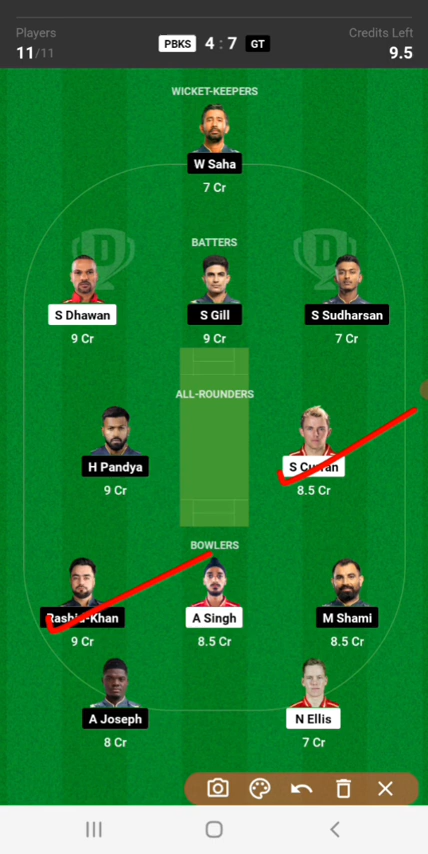 Players
Credits Left
11/11
PBKS 4 : 7 GT
9.5
WICKET-KEEPERS
W Saha
7 Cr
BATTERS
S Dhawan
S Gill
S Sudharsan
9 Cr
9 Cr
7 Cr
ALL-ROUNDERS
H Pandya
S Curran
9 Cr
8.5 Cr
BOWLERS
Rashid-Khan
A Singh
M Shami
9 Cr
8.5 Cr
8.5 Cr
A Joseph
N Ellis
8 Cr
7 Cr